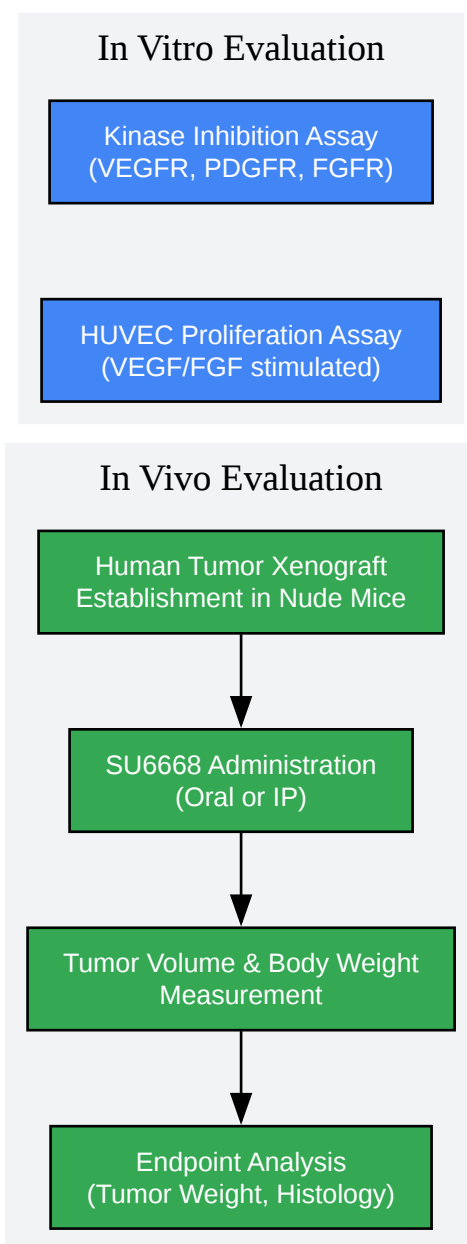 In Vitro Evaluation
Kinase Inhibition Assay
(VEGFR, PDGFR, FGFR)
HUVEC Proliferation Assay
(VEGF/FGF stimulated)
In Vivo Evaluation
Human Tumor Xenograft
Establishment in Nude Mice
SU6668 Administration
(Oral or IP)
Tumor Volume & Body Weight
Measurement
Endpoint Analysis
(Tumor Weight, Histology)